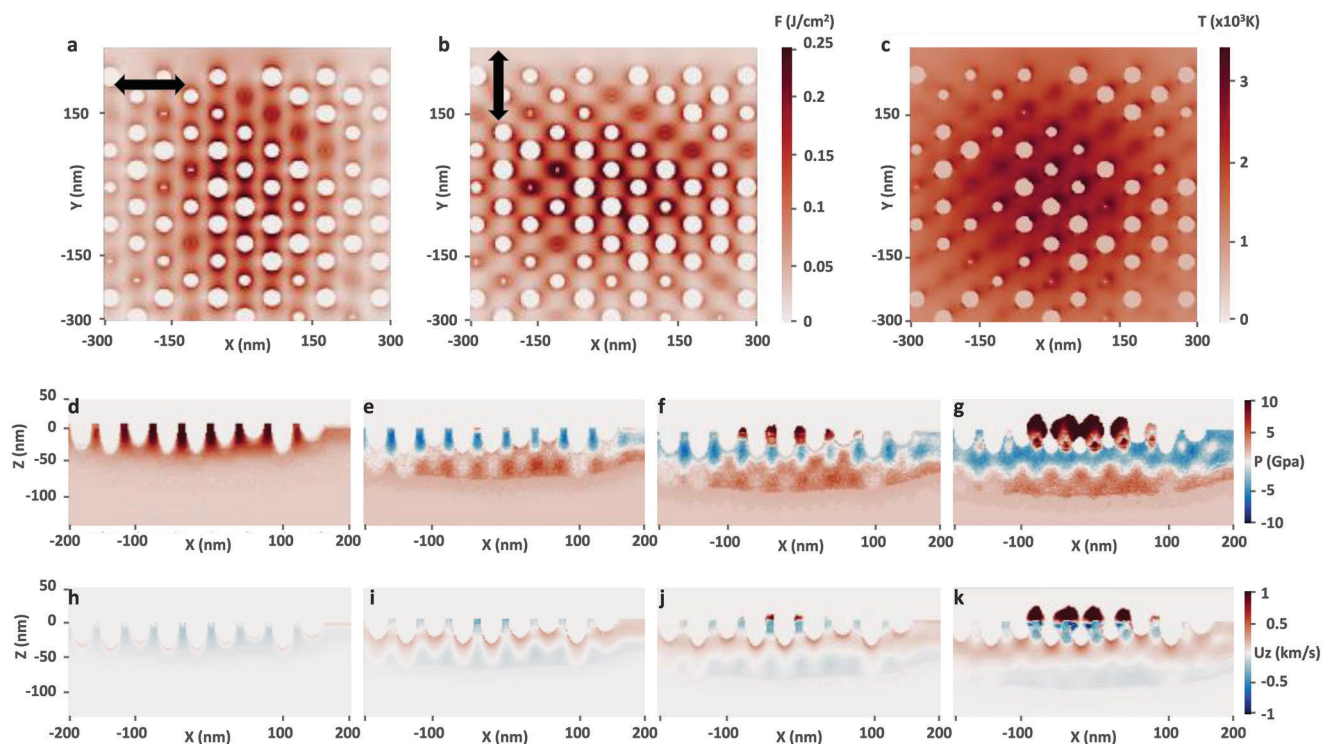 F (J/cm²)
T (x10³K)
a
b
c
0.25
0.2
0.15
0.1
0.05
0
3
2
1
0
Y (nm)
150
-150
-300
Y (nm)
150
-150
-300
Y (nm)
150
-150
-300
-300
-150
150
300
X (nm)
-300
-150
150
300
X (nm)
-300
-150
150
300
X (nm)
d
e
f
g
Z (nm)
50
0
-50
-100
10
5
P (Gpa)
-5
-10
-200
-100
100
200
X (nm)
-100
100
200
X (nm)
-100
100
200
X (nm)
-100
100
200
X (nm)
h
i
j
k
Z (nm)
50
0
-50
-100
1
0.5
Uz (km/s)
-0.5
-1
-200
-100
100
200
X (nm)
-100
100
200
X (nm)
-100
100
200
X (nm)
-100
100
200
X (nm)